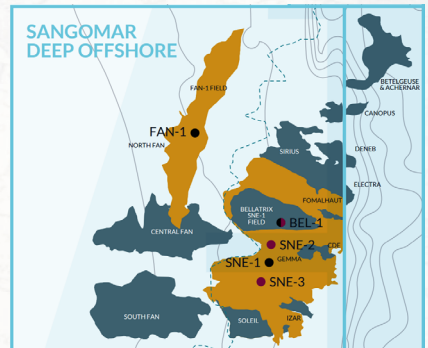 SANGOMAR
DEEP OFFSHORE
BETELGEUSE
& ACHERNAR
FAN-1 FIELD
CANOPUS
FAN-1
NORTH FAN
SIRIUS
DENEB
ELECTRA
FOMALHAUT
BELLATRIX
SNE-1
FIELD
BEL-1
CENTRAL FAN
SNE-2
CDE
SNE-1
GEMMA
SNE-3
SOUTH FAN
SOLEIL
IZAR